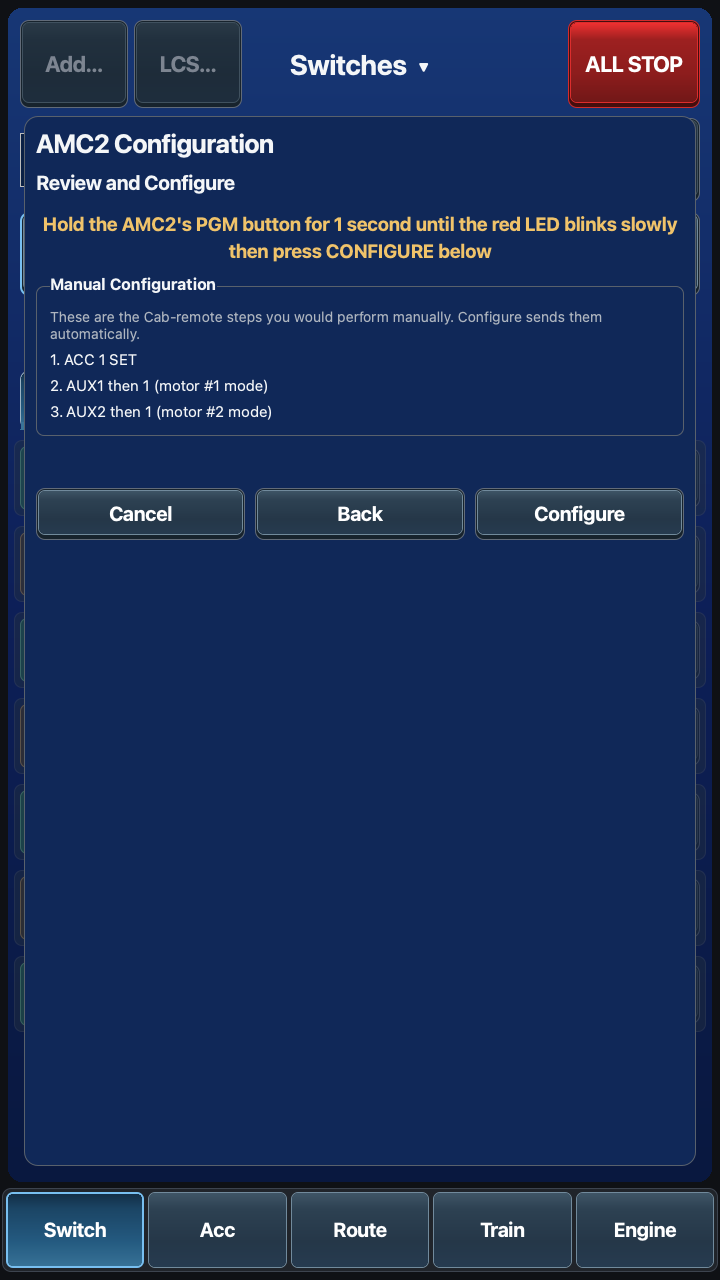 Add...
LCS...
Switches ▼
ALL STOP
AMC2 Configuration
Review and Configure
Hold the AMC2's PGM button for 1 second until the red LED blinks slowly
then press CONFIGURE below
Manual Configuration
These are the Cab-remote steps you would perform manually. Configure sends them
automatically.
1. ACC 1 SET
2. AUX1 then 1 (motor #1 mode)
3. AUX2 then 1 (motor #2 mode)
Cancel
Back
Configure
Switch
Acc
Route
Train
Engine